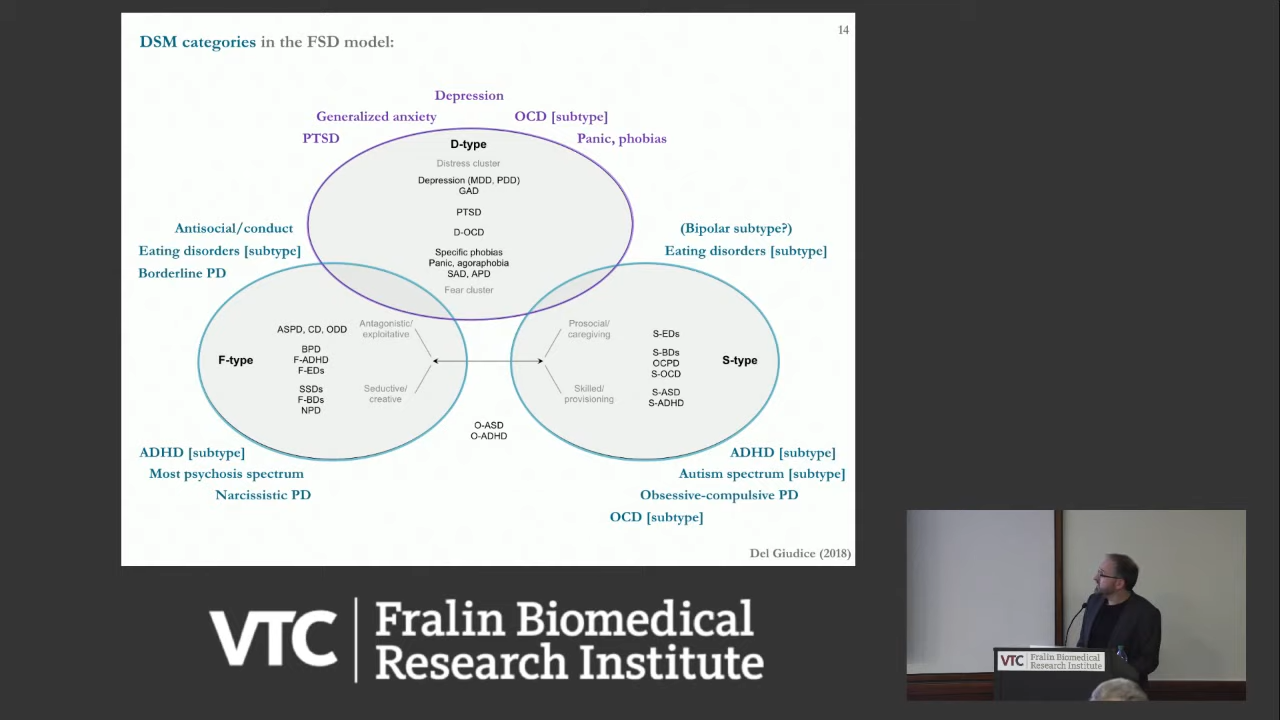 14
DSM categories in the FSD model:
Depression
Generalized anxiety
OCD [subtype]
PTSD
Panic, phobias
D-type
Distress cluster
Depression (MDD, PDD)
GAD
PTSD
D-OCD
Specific phobias
Panic, agoraphobia
SAD, APD
Fear cluster
Antisocial/conduct
Eating disorders [subtype]
Borderline PD
(Bipolar subtype?)
Eating disorders [subtype]
F-type
ASPD, CD, ODD
BPD
F-ADHD
F-EDs
SSDs
F-BDs
NPD
Antagonistic/
exploitative
Seductive/
creative
Prosocial/
caregiving
Skilled/
provisioning
S-EDs
S-BDs
OCPD
S-OCD
S-ASD
S-ADHD
S-type
O-ASD
O-ADHD
ADHD [subtype]
Most psychosis spectrum
Narcissistic PD
ADHD [subtype]
Autism spectrum [subtype]
Obsessive-compulsive PD
OCD [subtype]
Del Giudice (2018)
VTC Fralin Biomedical
Research Institute
VTC Fralin Biomedical
Research Institute